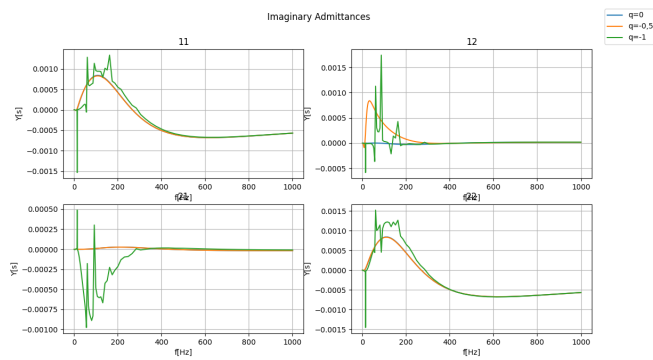 Imaginary Admittances
q=0
q=-0,5
q=-1
11
12
Y[s]
0.0010
0.0005
0.0000
−0.0005
−0.0010
−0.0015
0 200 400 600 800 1000
f[Hz]
Y[s]
0.0015
0.0010
0.0005
0.0000
−0.0005
0 200 400 600 800 1000
f[Hz]
21
22
Y[s]
0.00050
0.00025
0.00000
−0.00025
−0.00050
−0.00075
−0.00100
0 200 400 600 800 1000
f[Hz]
Y[s]
0.0015
0.0010
0.0005
0.0000
−0.0005
−0.0010
−0.0015
0 200 400 600 800 1000
f[Hz]